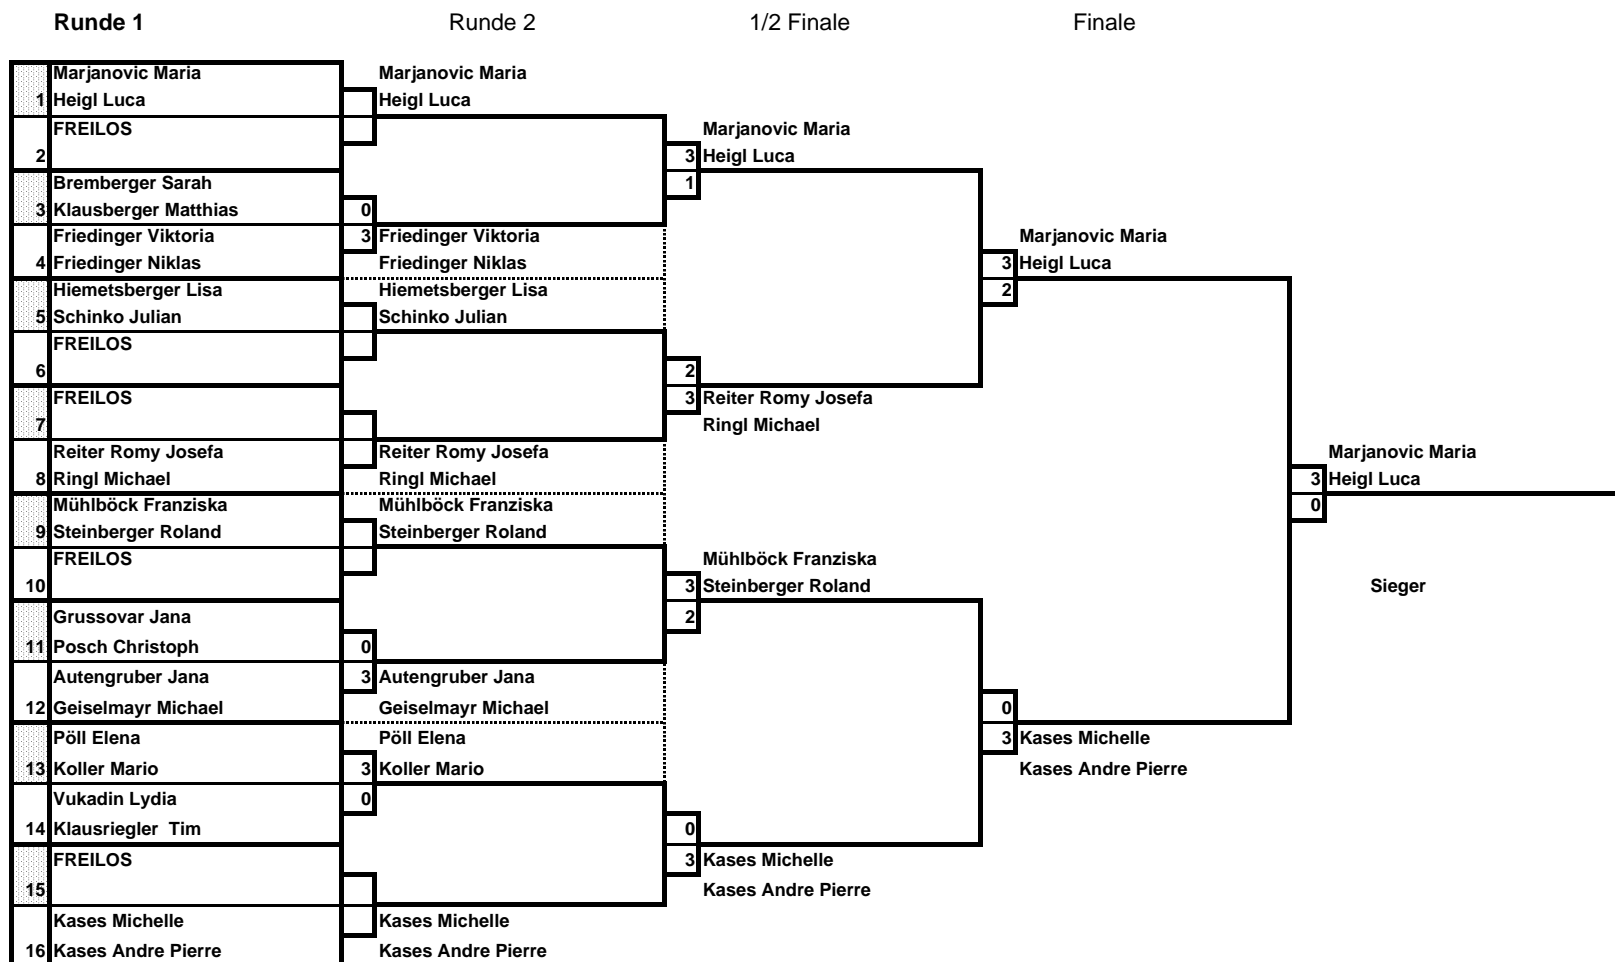 Runde 1 Runde 2 1/2 Finale Finale
Marjanovic Maria Marjanovic Maria
1 Heigl Luca Heigl Luca
FREILOS Marjanovic Maria
2 3 Heigl Luca
Bremberger Sarah 1
3 Klausberger Matthias 0
Friedinger Viktoria 3 Friedinger Viktoria Marjanovic Maria
4 Friedinger Niklas Friedinger Niklas 3 Heigl Luca
Hiemetsberger Lisa Hiemetsberger Lisa 2
5 Schinko Julian Schinko Julian
FREILOS
6 2
FREILOS 3 Reiter Romy Josefa
7 Ringl Michael
Reiter Romy Josefa Reiter Romy Josefa Marjanovic Maria
8 Ringl Michael Ringl Michael 3 Heigl Luca
Mühlböck Franziska Mühlböck Franziska 0
9 Steinberger Roland Steinberger Roland
FREILOS Mühlböck Franziska
10 3 Steinberger Roland Sieger
Grussovar Jana 2
11 Posch Christoph 0
Autengruber Jana 3 Autengruber Jana
12 Geiselmayr Michael Geiselmayr Michael 0
Pöll Elena Pöll Elena 3 Kases Michelle
13 Koller Mario 3 Koller Mario Kases Andre Pierre
Vukadin Lydia 0
14 Klausriegler  Tim 0
FREILOS 3 Kases Michelle
15 Kases Andre Pierre
Kases Michelle Kases Michelle
16 Kases Andre Pierre Kases Andre Pierre